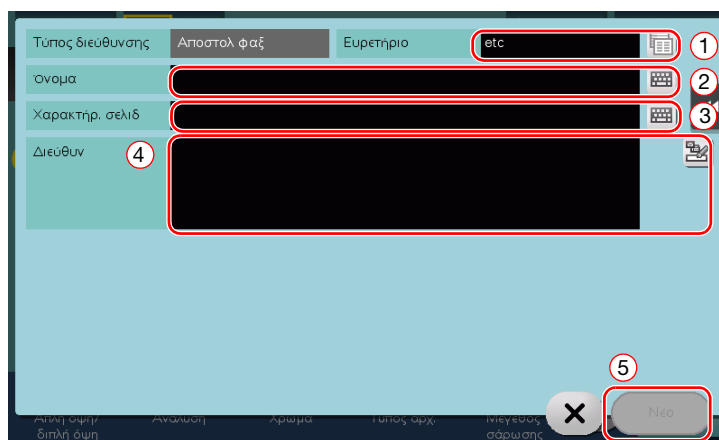 Τύπος διεύθυνσης Αποστολ φαξ Ευρετήριο etc 1
Όνομα 2
Χαρακτήρ. σελιδ 3
Διεύθυν 4
5
Νέο
Απλή όψη/ Ανάλυση Χρώμα Τύπος αρχ. Μέγεθος
διπλή όψη σάρωσης